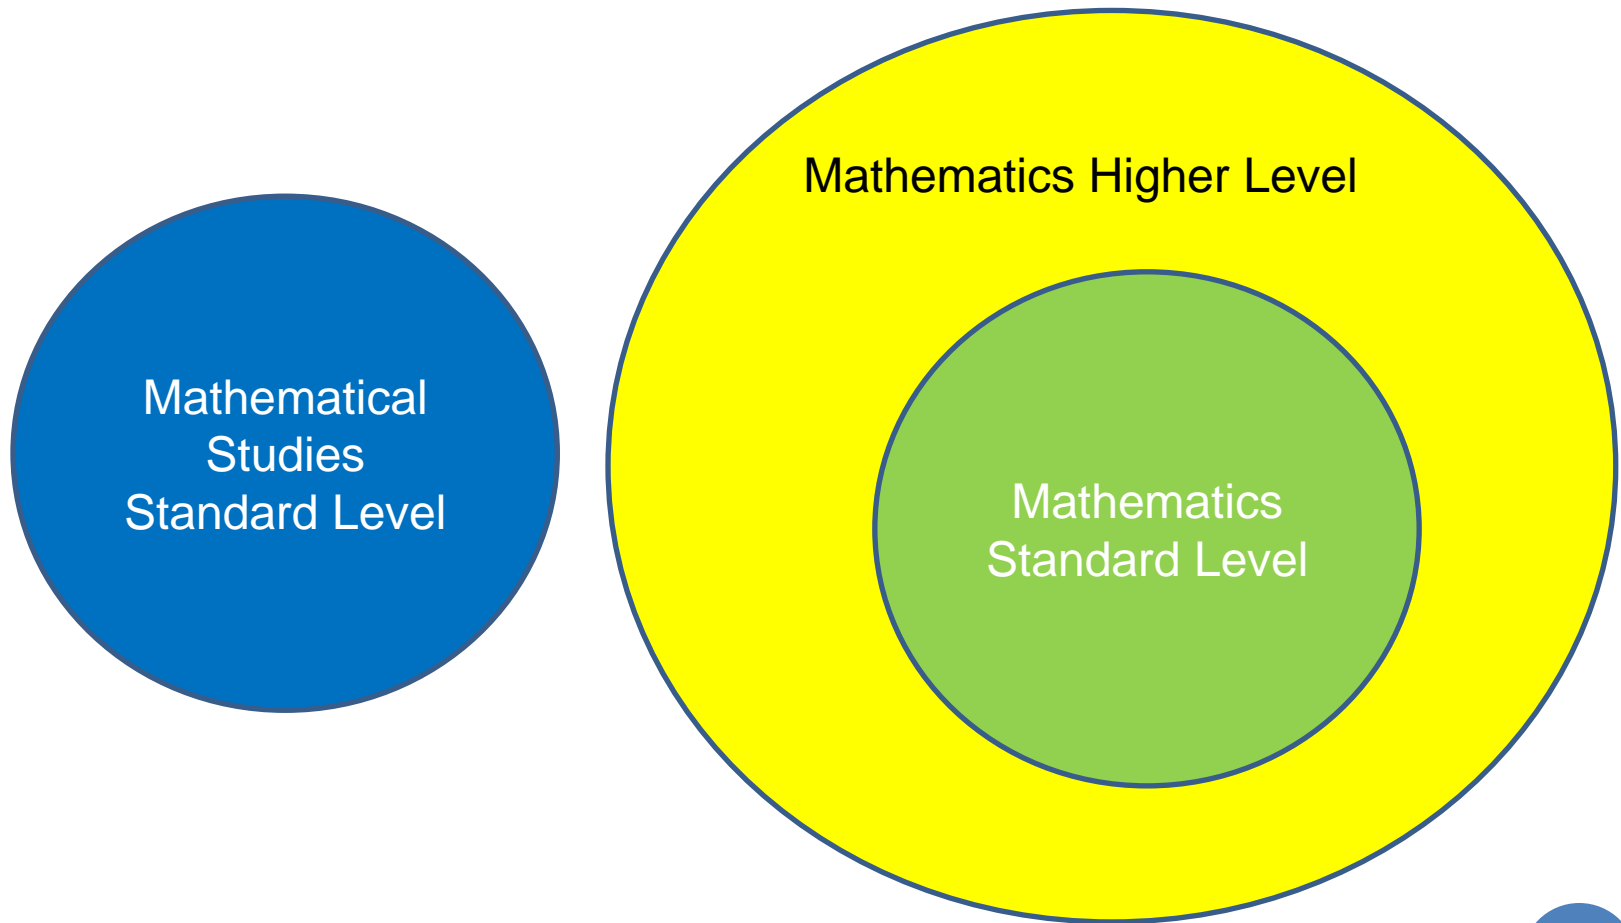 Mathematics Higher Level
Mathematical
Studies
Standard Level
Mathematics
Standard Level